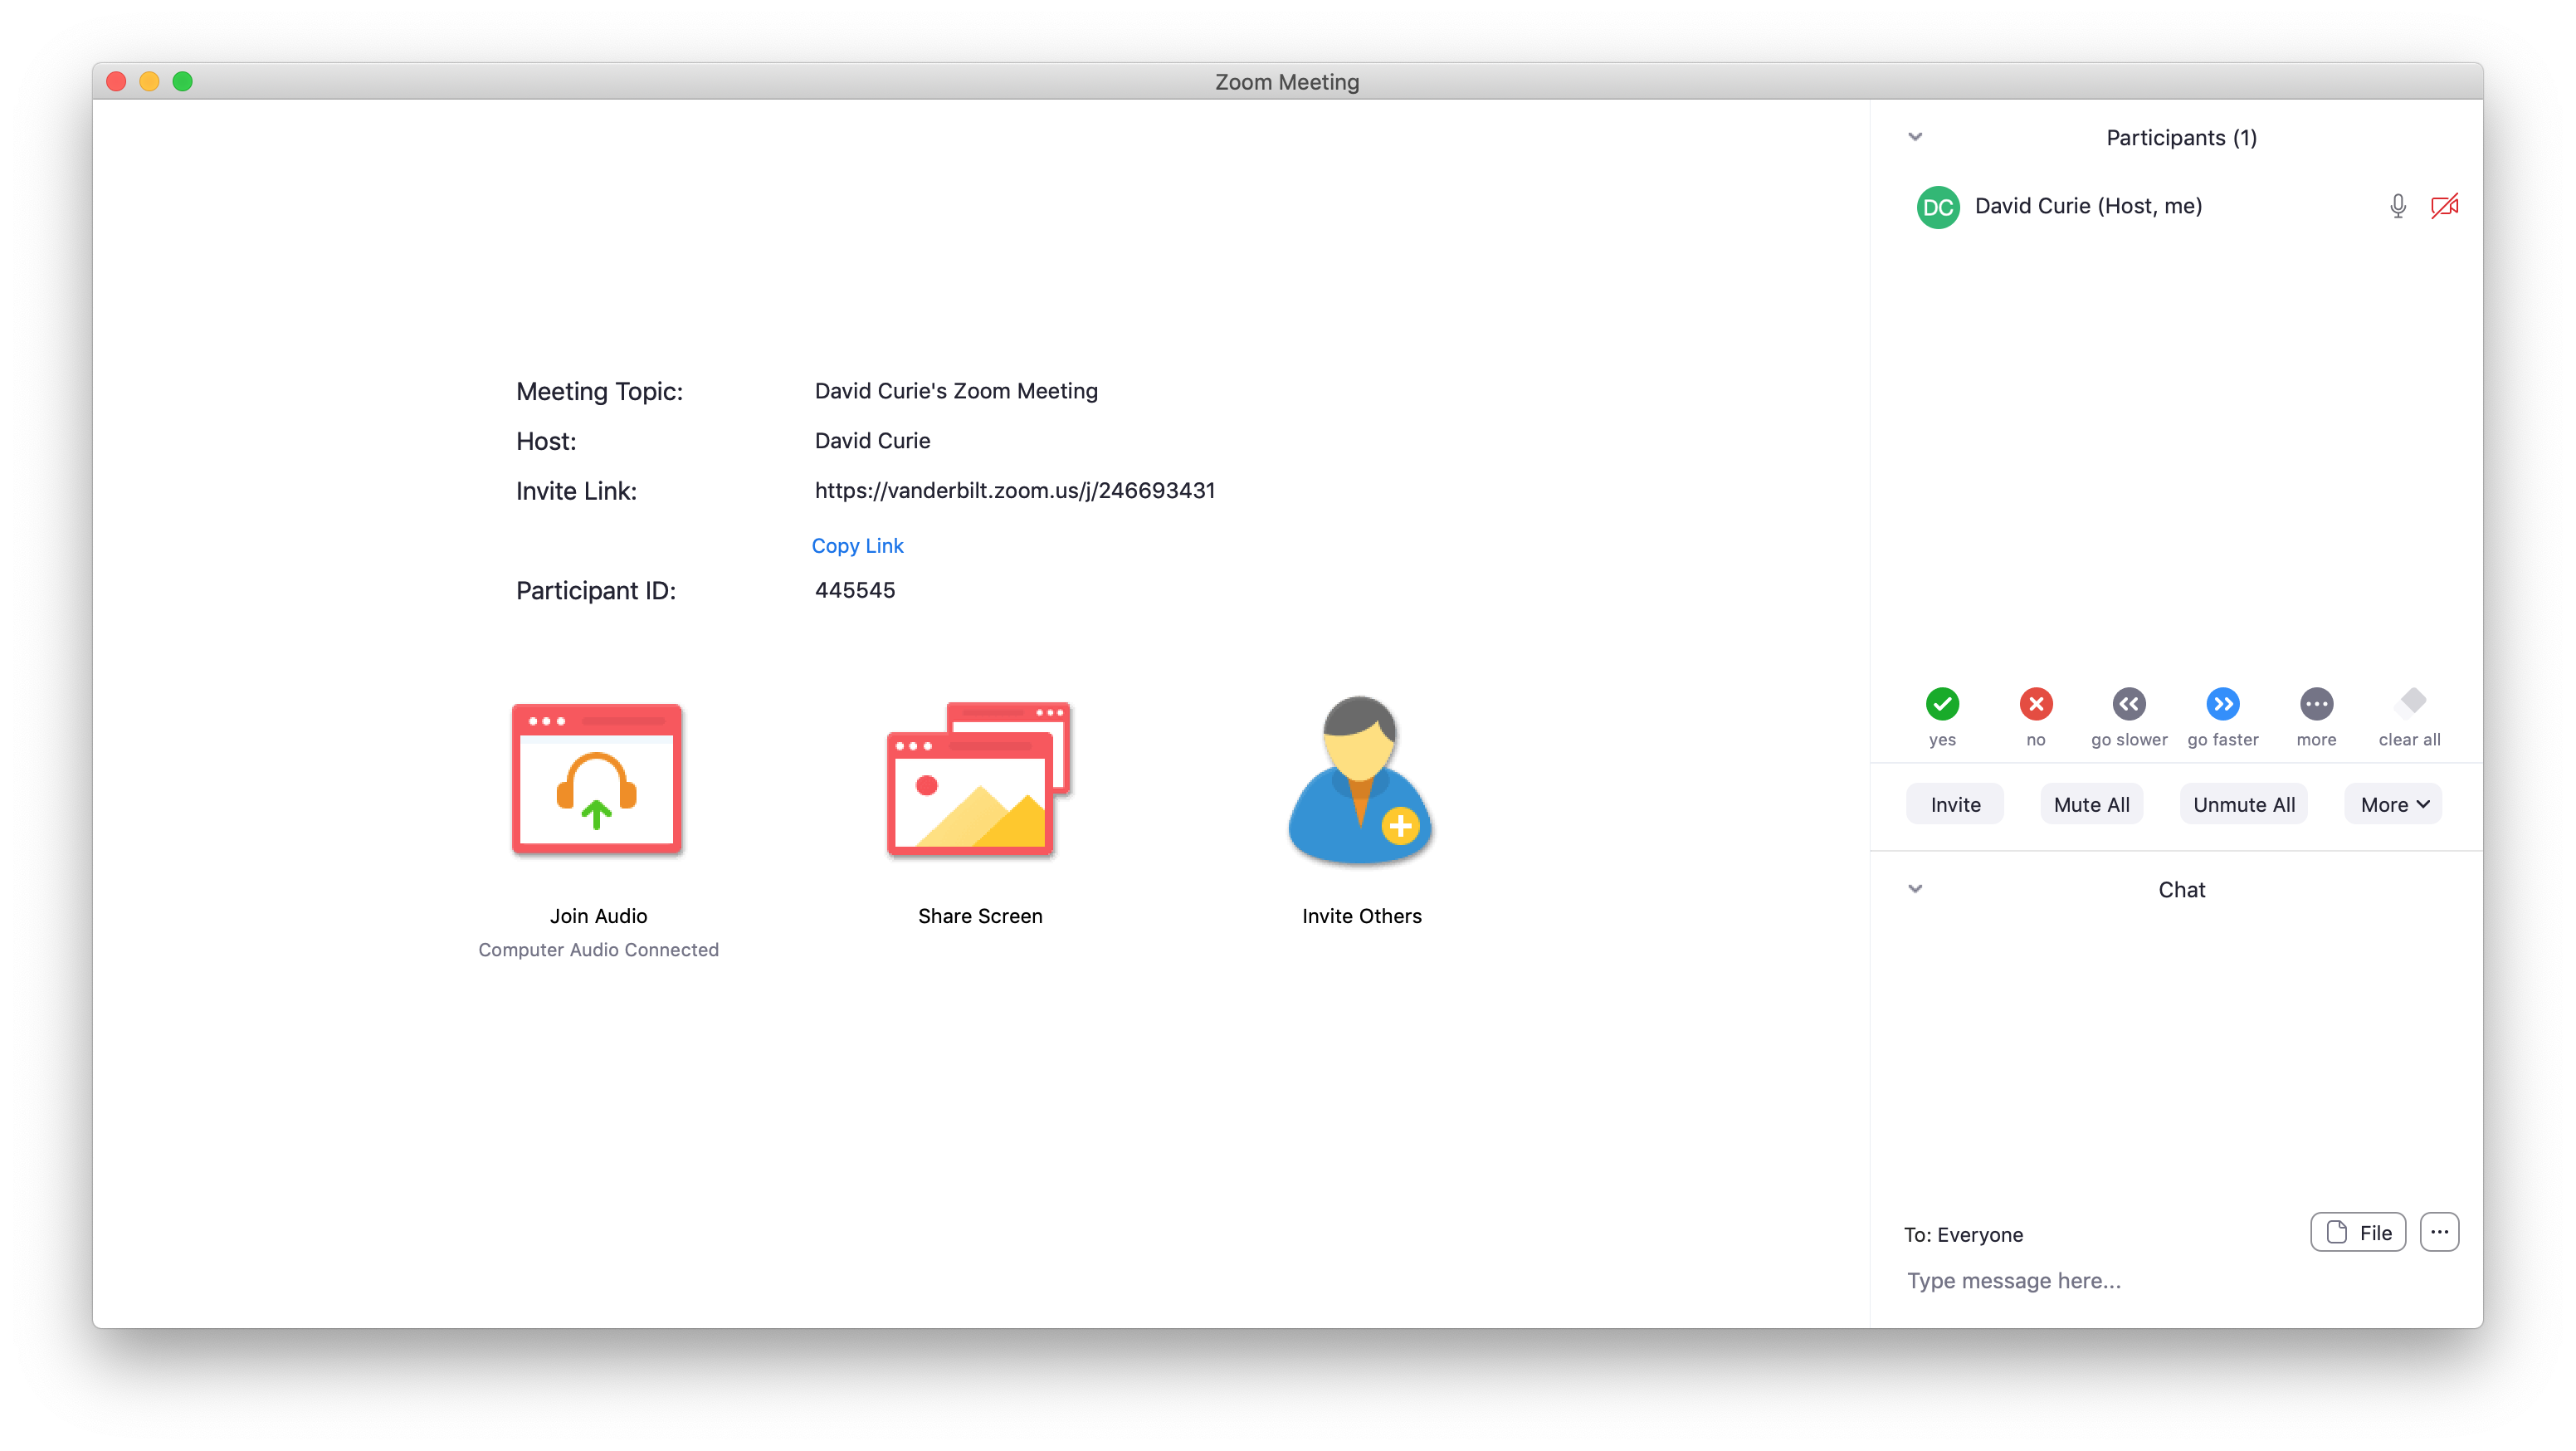 Zoom Meeting
Meeting Topic: David Curie's Zoom Meeting
Host: David Curie
Invite Link: https://vanderbilt.zoom.us/j/246693431
Copy Link
Participant ID: 445545
Join Audio
Computer Audio Connected
Share Screen
Invite Others
Participants (1)
DC David Curie (Host, me)
yes no go slower go faster more clear all
Invite Mute All Unmute All More
Chat
To: Everyone File
Type message here...